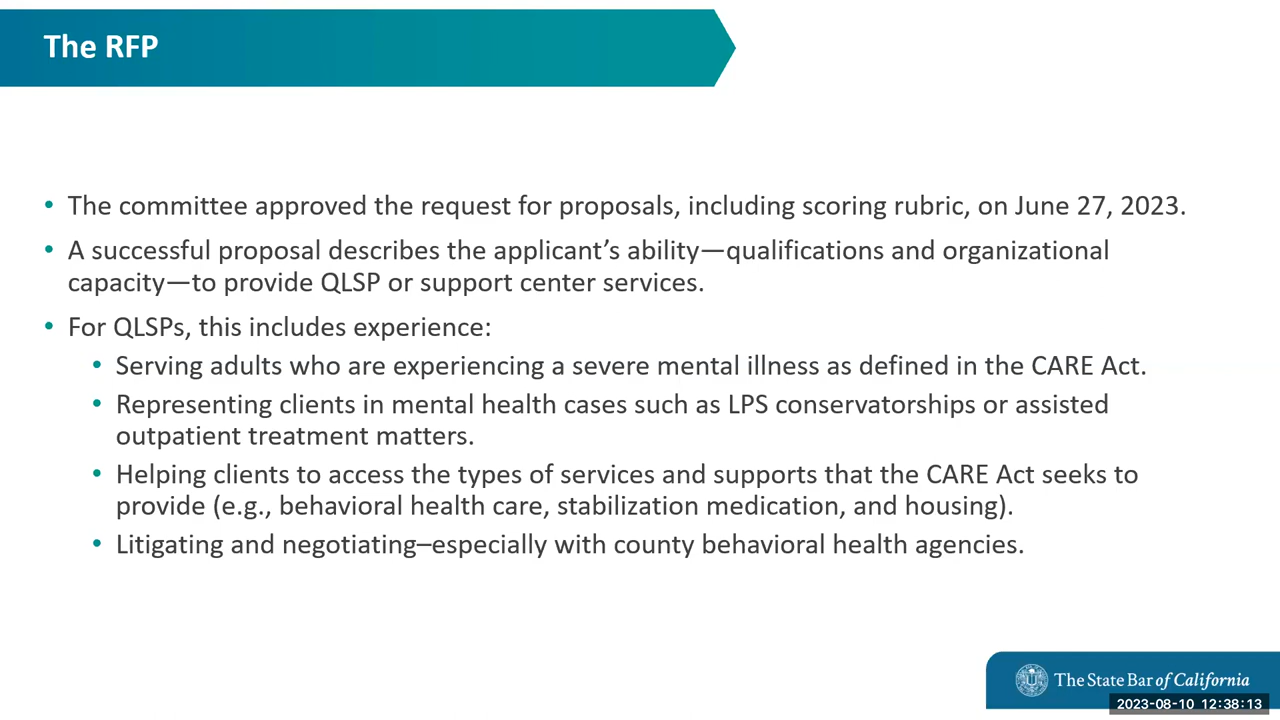 The RFP
• The committee approved the request for proposals, including scoring rubric, on June 27, 2023.
• A successful proposal describes the applicant’s ability—qualifications and organizational
capacity—to provide QLSP or support center services.
• For QLSPs, this includes experience:
• Serving adults who are experiencing a severe mental illness as defined in the CARE Act.
• Representing clients in mental health cases such as LPS conservatorships or assisted
outpatient treatment matters.
• Helping clients to access the types of services and supports that the CARE Act seeks to
provide (e.g., behavioral health care, stabilization medication, and housing).
• Litigating and negotiating–especially with county behavioral health agencies.
The State Bar of California
2023-08-10 12:38:13